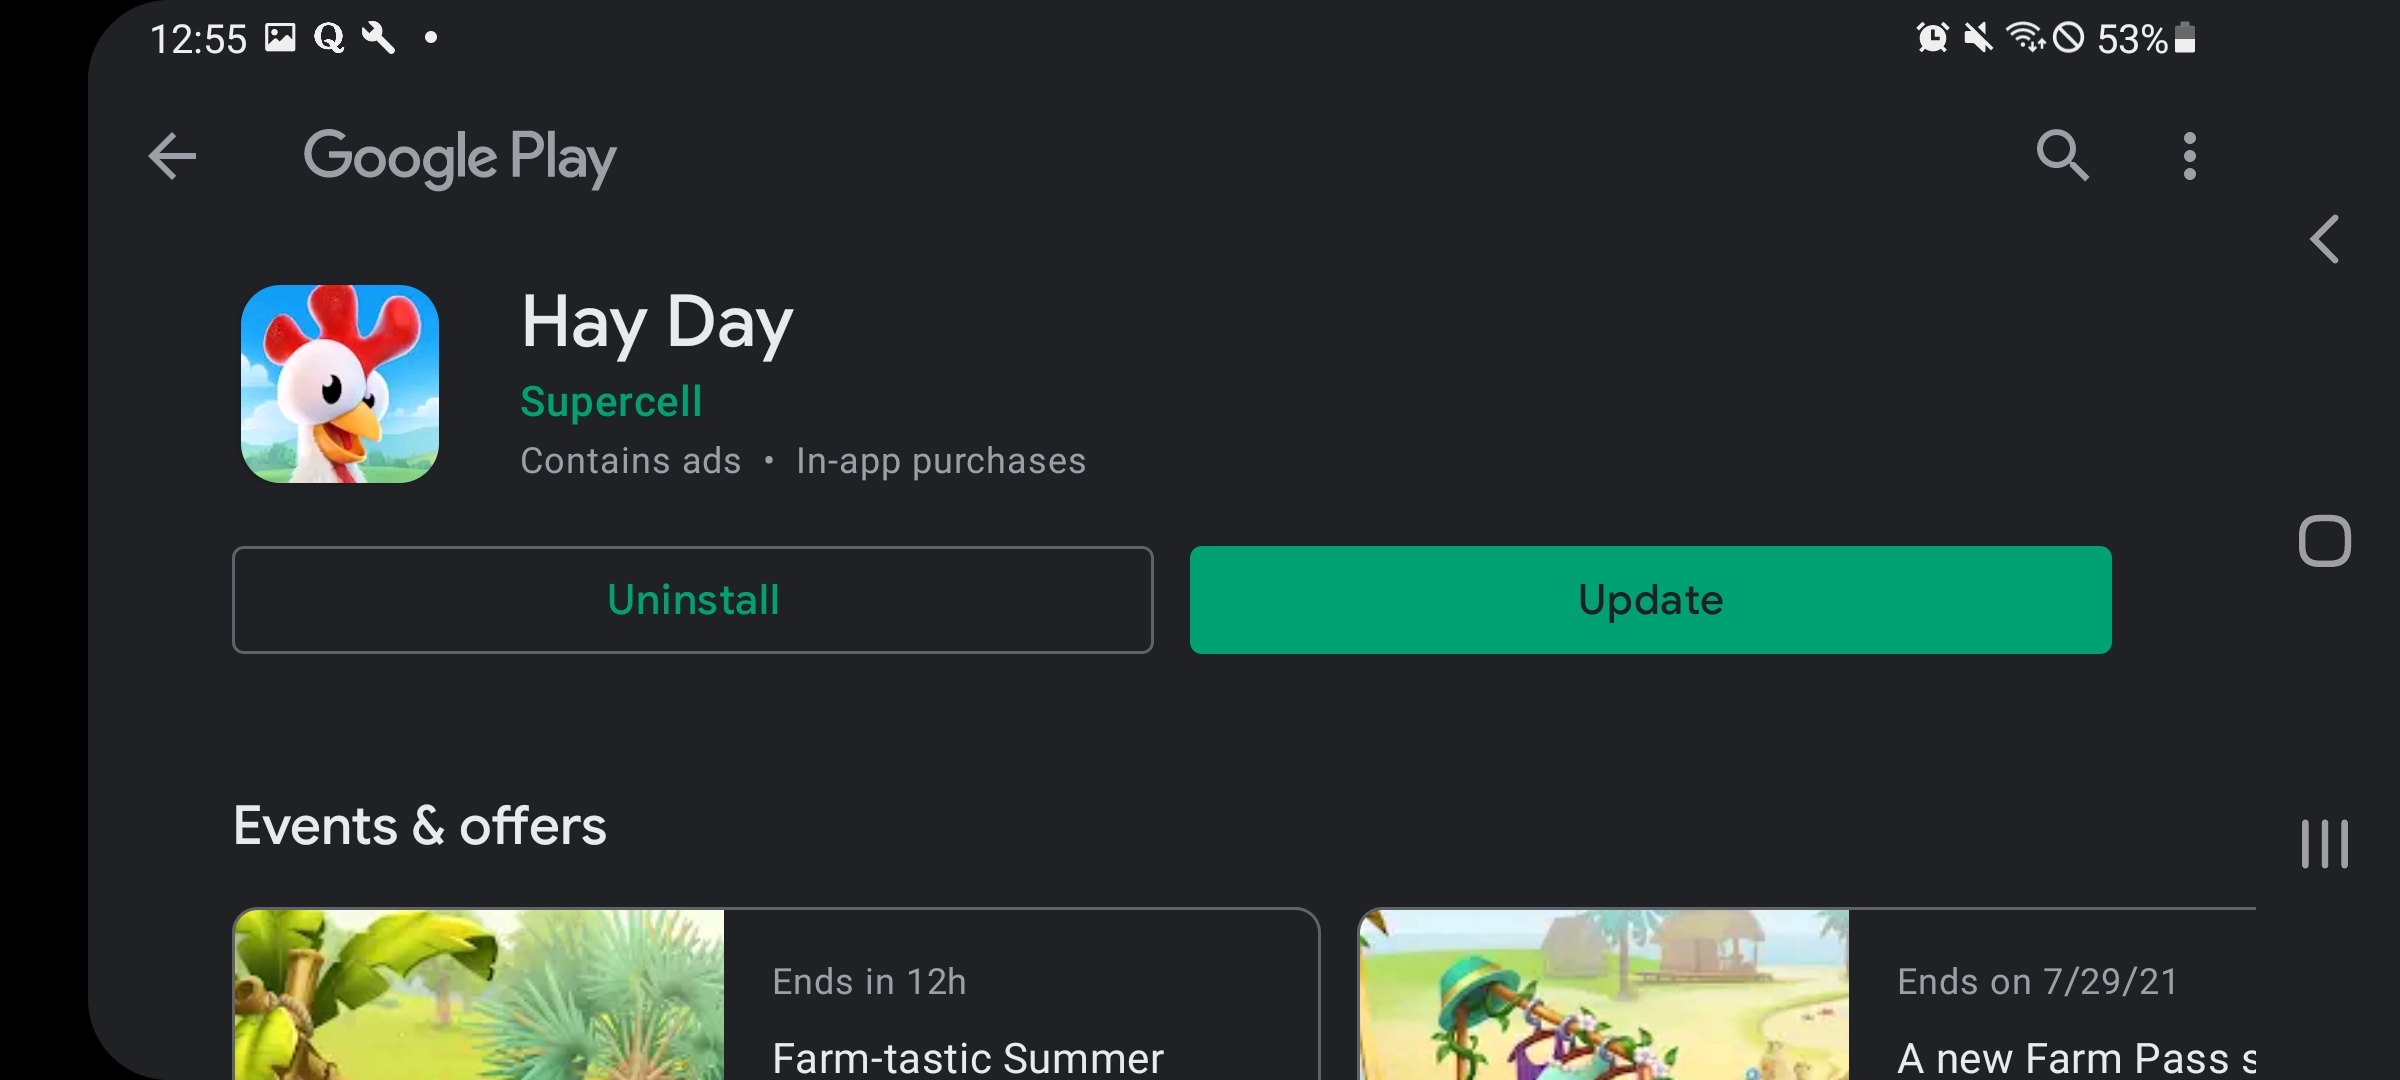 12:55
53%
Google Play
Hay Day
Supercell
Contains ads • In-app purchases
Uninstall
Update
Events & offers
Ends in 12h
Farm-tastic Summer
Ends on 7/29/21
A new Farm Pass s